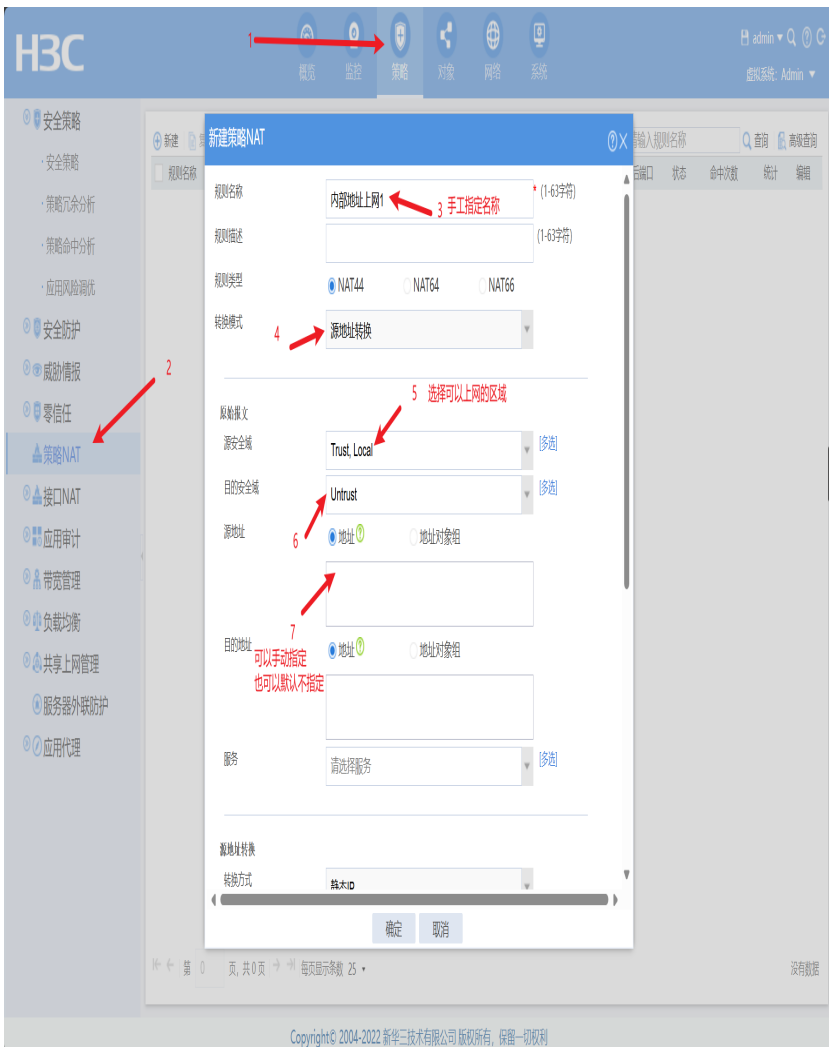 H3C
1
概览
监控
策略
对象
网络
系统
admin
虚拟系统: Admin
安全策略
·安全策略
·策略冗余分析
·策略命中分析
·应用风险调优
安全防护
威胁情报
零信任
策略NAT
接口NAT
应用审计
带宽管理
负载均衡
共享上网管理
服务器外联防护
应用代理
2
新建
请输入规则名称
查询
高级查询
规则名称
后端口
状态
命中次数
统计
编辑
新建策略NAT
规则名称
内部地址上网1
* (1-63字符)
3 手工指定名称
规则描述
(1-63字符)
规则类型
NAT44
NAT64
NAT66
转换模式
4
源地址转换
5 选择可以上网的区域
原始报文
源安全域
Trust, Local
[多选]
目的安全域
Untrust
[多选]
源地址
6
地址
地址对象组
7
可以手动指定
也可以默认不指定
目的地址
地址
地址对象组
服务
请选择服务
[多选]
源地址转换
转换方式
静态IP
确定
取消
第 0 页, 共0页
每页显示条数 25
没有数据
Copyright© 2004-2022 新华三技术有限公司 版权所有，保留一切权利